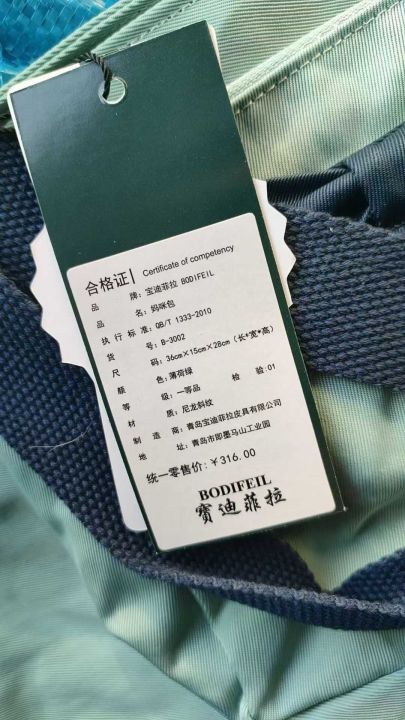 合格证 | Certificate of competency
品牌：宝迪菲拉 BODIFEIL
品名：妈咪包
执行标准：QB/T 1333-2010
货号：B-3002
尺码：36cm×15cm×28cm（长*宽*高）
颜色：薄荷绿
等级：一等品 检验：01
材质：尼龙斜纹
制造商：青岛宝迪菲拉皮具有限公司
地址：青岛市即墨马山工业园
统一零售价：￥316.00
BODIFEIL
寶迪菲拉